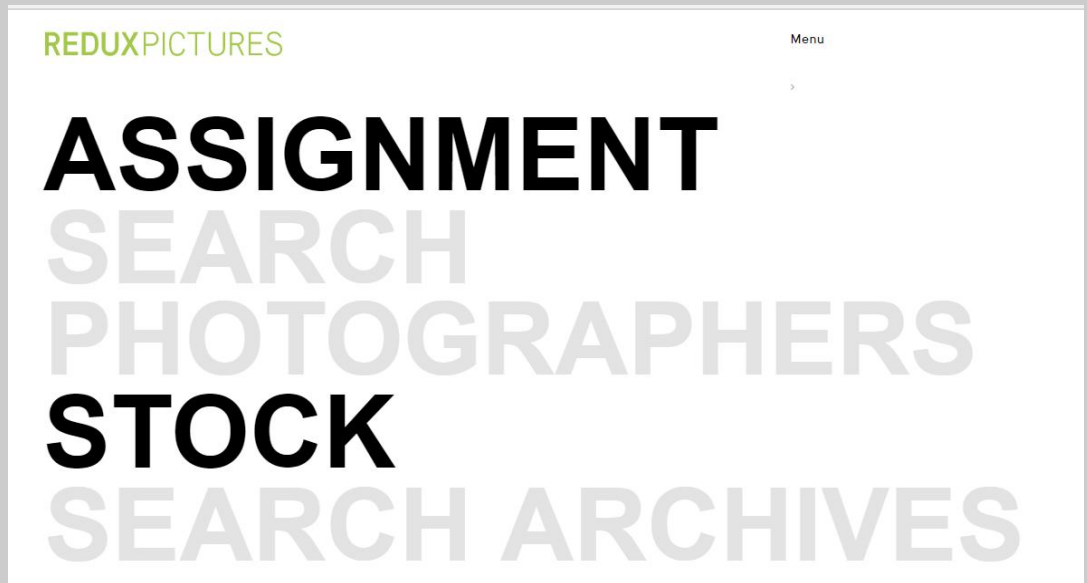 REDUXPICTURES
Menu
›
ASSIGNMENT
SEARCH
PHOTOGRAPHERS
STOCK
SEARCH ARCHIVES